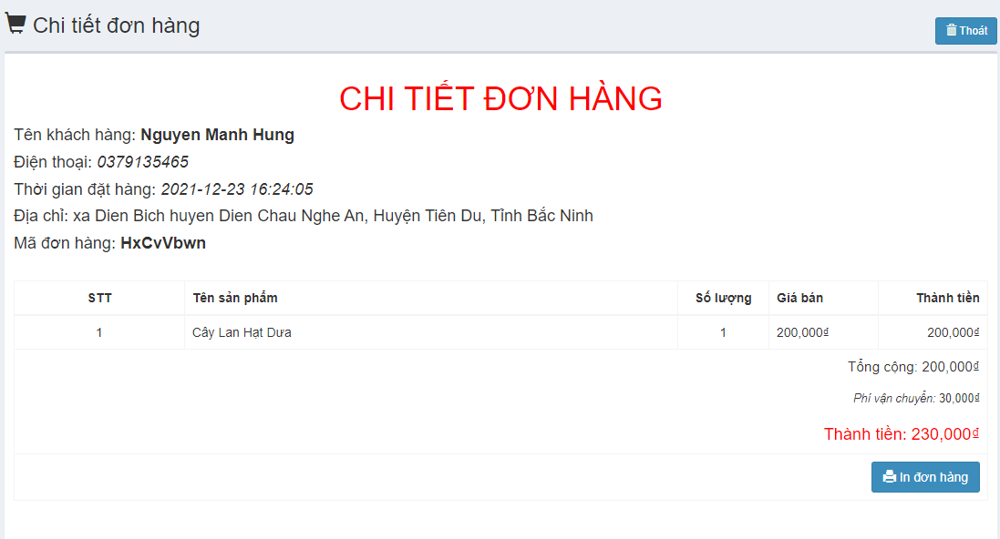 Chi tiết đơn hàng
Thoát
CHI TIẾT ĐƠN HÀNG
Tên khách hàng: Nguyen Manh Hung
Điện thoại: 0379135465
Thời gian đặt hàng: 2021-12-23 16:24:05
Địa chỉ: xa Dien Bich huyen Dien Chau Nghe An, Huyện Tiên Du, Tỉnh Bắc Ninh
Mã đơn hàng: HxCvVbwn
STT Tên sản phẩm Số lượng Giá bán Thành tiền
1 Cây Lan Hạt Dưa 1 200,000₫ 200,000₫
Tổng cộng: 200,000₫
Phí vận chuyển: 30,000₫
Thành tiền: 230,000₫
In đơn hàng